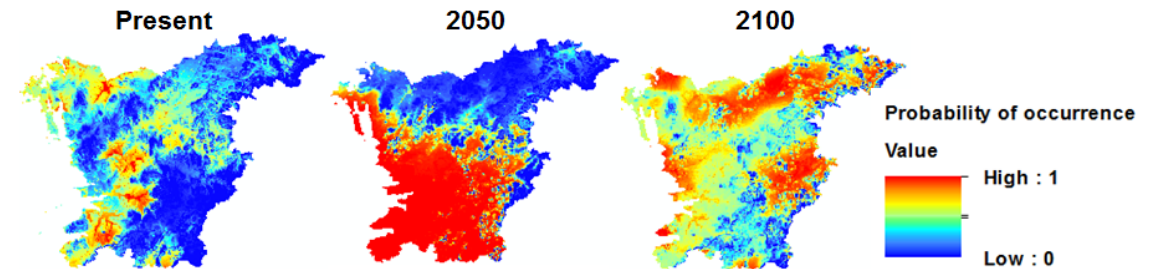 Present
2050
2100
Probability of occurrence
Value
High : 1
Low : 0